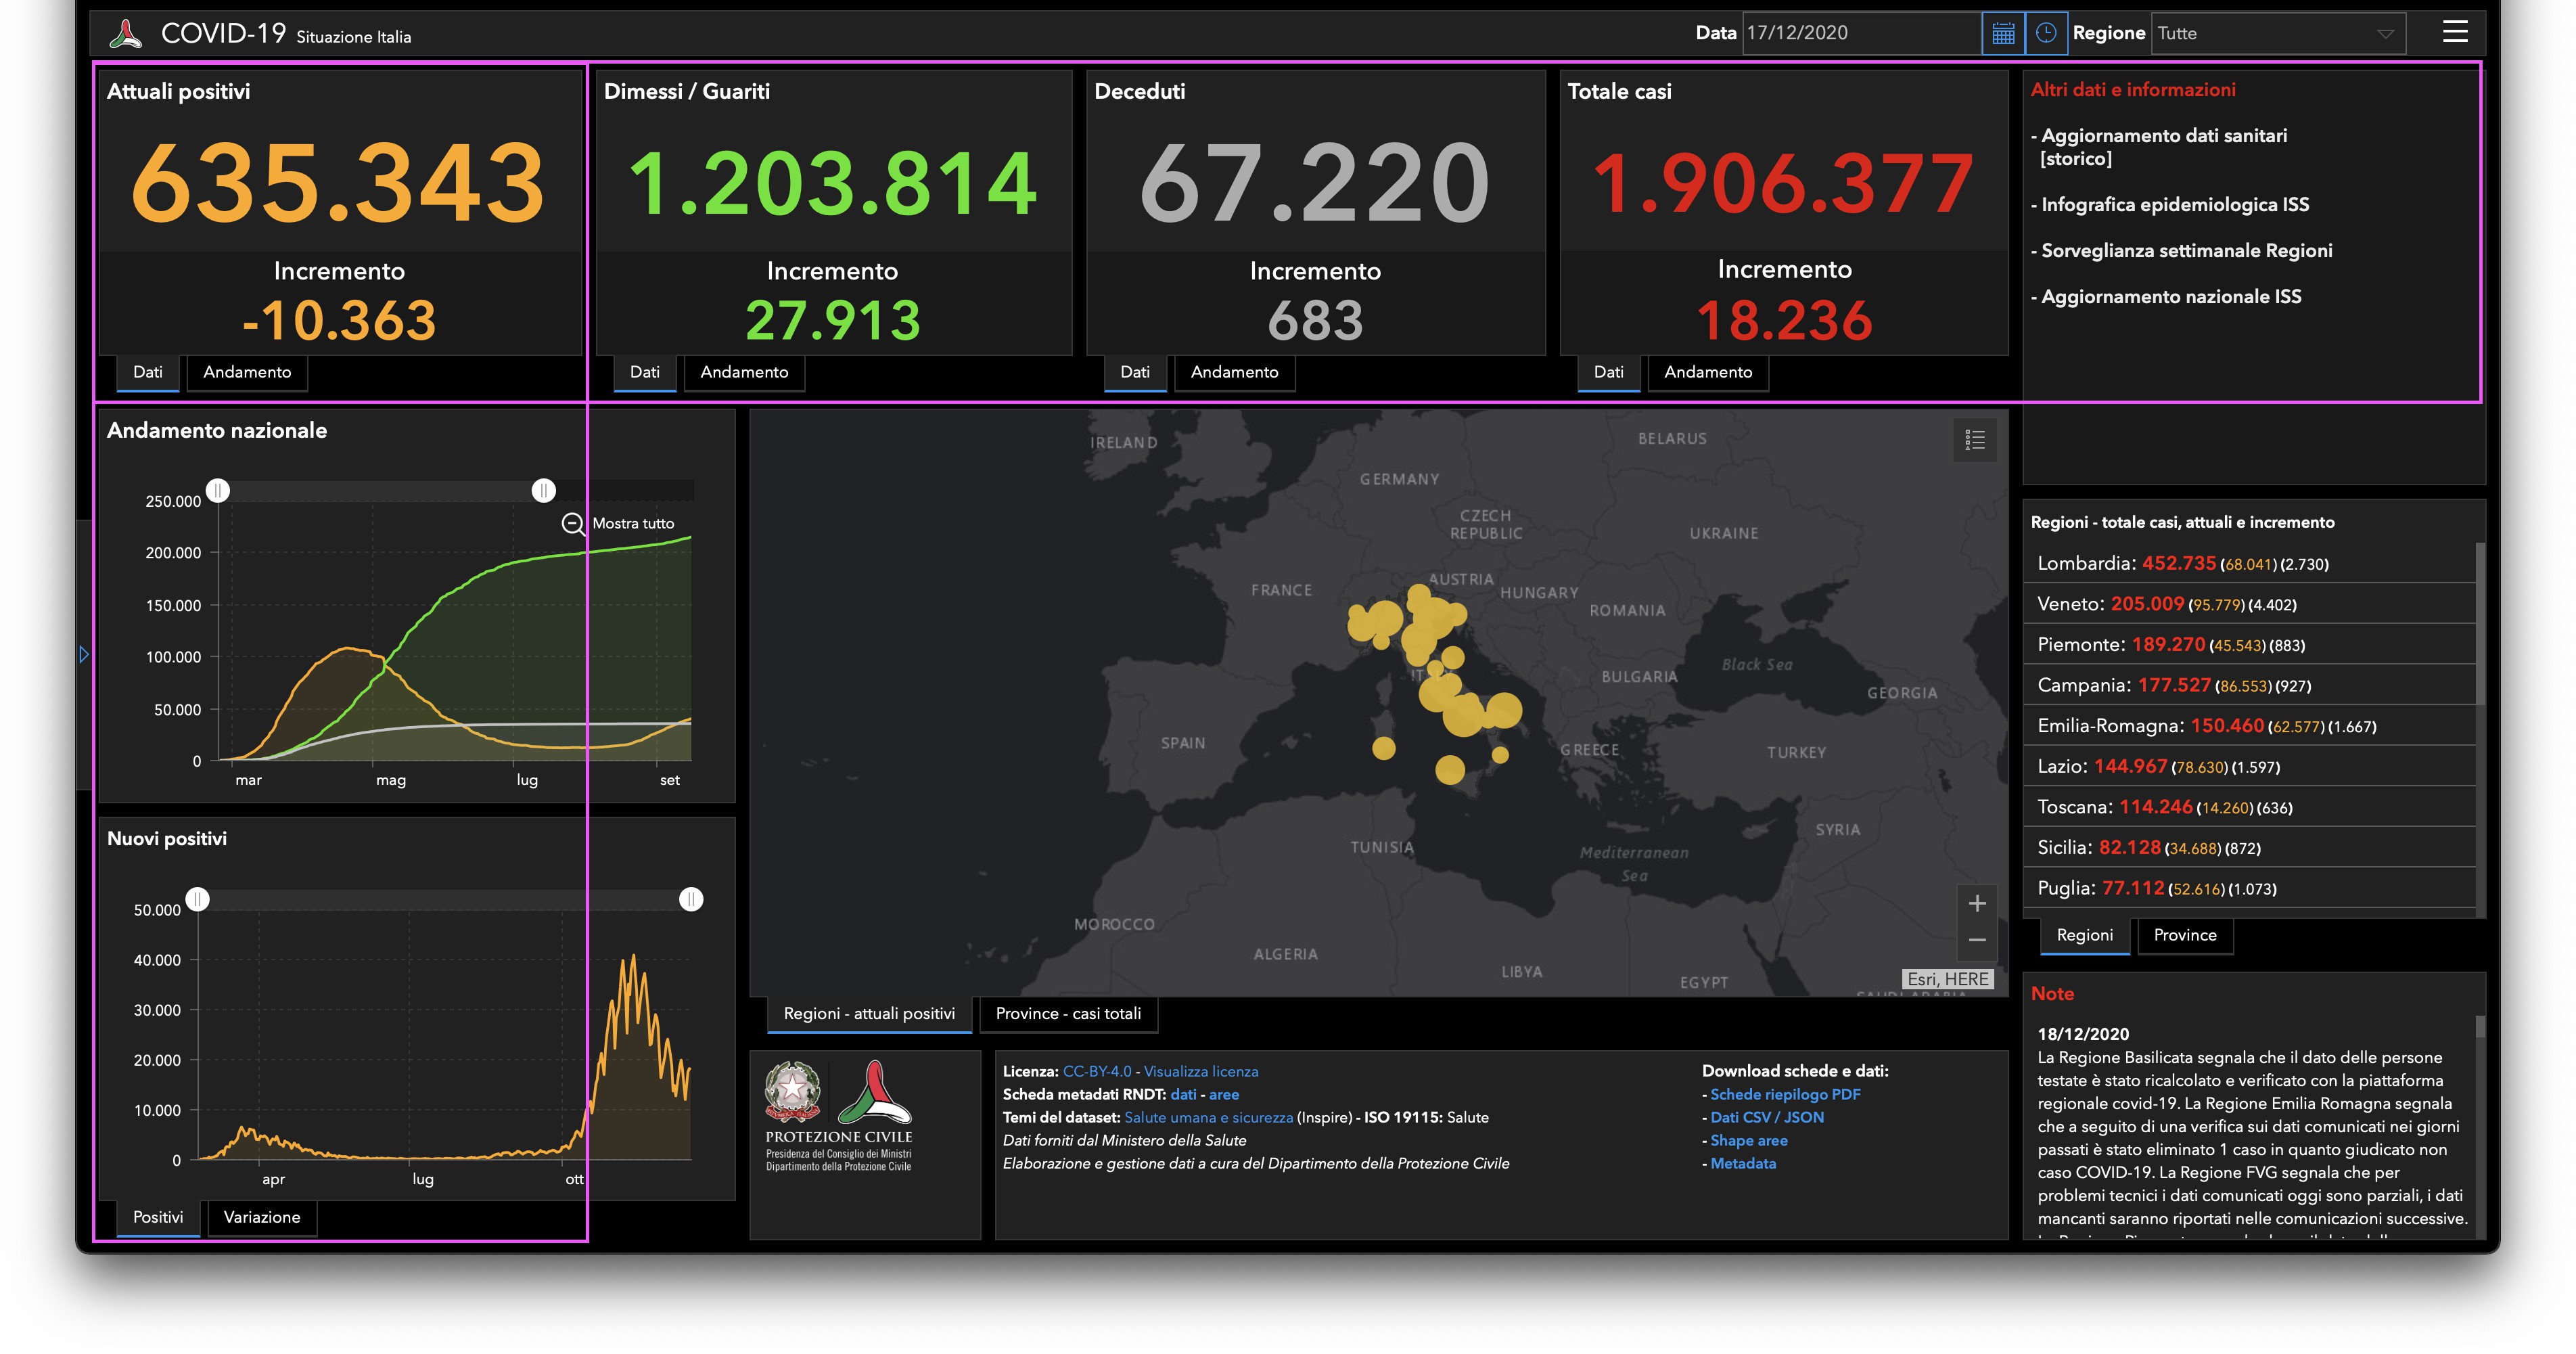 COVID-19 Situazione Italia
Data 17/12/2020
Regione Tutte
Attuali positivi
635.343
Incremento
-10.363
Dati Andamento
Dimessi / Guariti
1.203.814
Incremento
27.913
Dati Andamento
Deceduti
67.220
Incremento
683
Dati Andamento
Totale casi
1.906.377
Incremento
18.236
Dati Andamento
Altri dati e informazioni
- Aggiornamento dati sanitari
[storico]
- Infografica epidemiologica ISS
- Sorveglianza settimanale Regioni
- Aggiornamento nazionale ISS
Andamento nazionale
Mostra tutto
250.000
200.000
150.000
100.000
50.000
0
mar mag lug set
Nuovi positivi
50.000
40.000
30.000
20.000
10.000
0
apr lug ott
Positivi Variazione
IRELAND
BELARUS
GERMANY
CZECH
REPUBLIC
UKRAINE
AUSTRIA
FRANCE
HUNGARY
ROMANIA
Black Sea
BULGARIA
GEORGIA
SPAIN
GREECE
TURKEY
SYRIA
TUNISIA
Mediterranean
Sea
MOROCCO
ALGERIA
LIBYA
EGYPT
Esri, HERE
Regioni - attuali positivi Province - casi totali
PROTEZIONE CIVILE
Presidenza del Consiglio dei Ministri
Dipartimento della Protezione Civile
Licenza: CC-BY-4.0 - Visualizza licenza
Scheda metadati RNDT: dati - aree
Temi del dataset: Salute umana e sicurezza (Inspire) - ISO 19115: Salute
Dati forniti dal Ministero della Salute
Elaborazione e gestione dati a cura del Dipartimento della Protezione Civile
Download schede e dati:
- Schede riepilogo PDF
- Dati CSV / JSON
- Shape aree
- Metadata
Regioni - totale casi, attuali e incremento
Lombardia: 452.735 (68.041) (2.730)
Veneto: 205.009 (95.779) (4.402)
Piemonte: 189.270 (45.543) (883)
Campania: 177.527 (86.553) (927)
Emilia-Romagna: 150.460 (62.577) (1.667)
Lazio: 144.967 (78.630) (1.597)
Toscana: 114.246 (14.260) (636)
Sicilia: 82.128 (34.688) (872)
Puglia: 77.112 (52.616) (1.073)
Regioni Province
Note
18/12/2020
La Regione Basilicata segnala che il dato delle persone
testate è stato ricalcolato e verificato con la piattaforma
regionale covid-19. La Regione Emilia Romagna segnala
che a seguito di una verifica sui dati comunicati nei giorni
passati è stato eliminato 1 caso in quanto giudicato non
caso COVID-19. La Regione FVG segnala che per
problemi tecnici i dati comunicati oggi sono parziali, i dati
mancanti saranno riportati nelle comunicazioni successive.